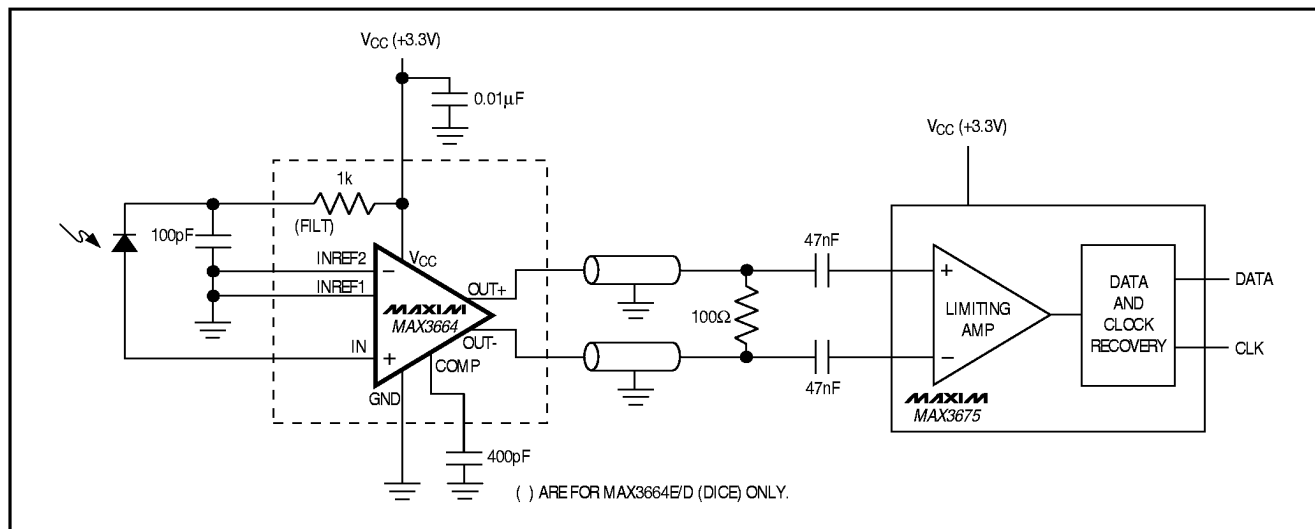 VCC (+3.3V)
0.01µF
VCC (+3.3V)
1k
(FILT)
100pF
INREF2
−
VCC
INREF1
MAXIM
MAX3664
OUT+
OUT-
IN
+
COMP
GND
400pF
47nF
100Ω
47nF
+
LIMITING
AMP
−
MAXIM
MAX3675
DATA
AND
CLOCK
RECOVERY
DATA
CLK
( ) ARE FOR MAX3664E/D (DICE) ONLY.